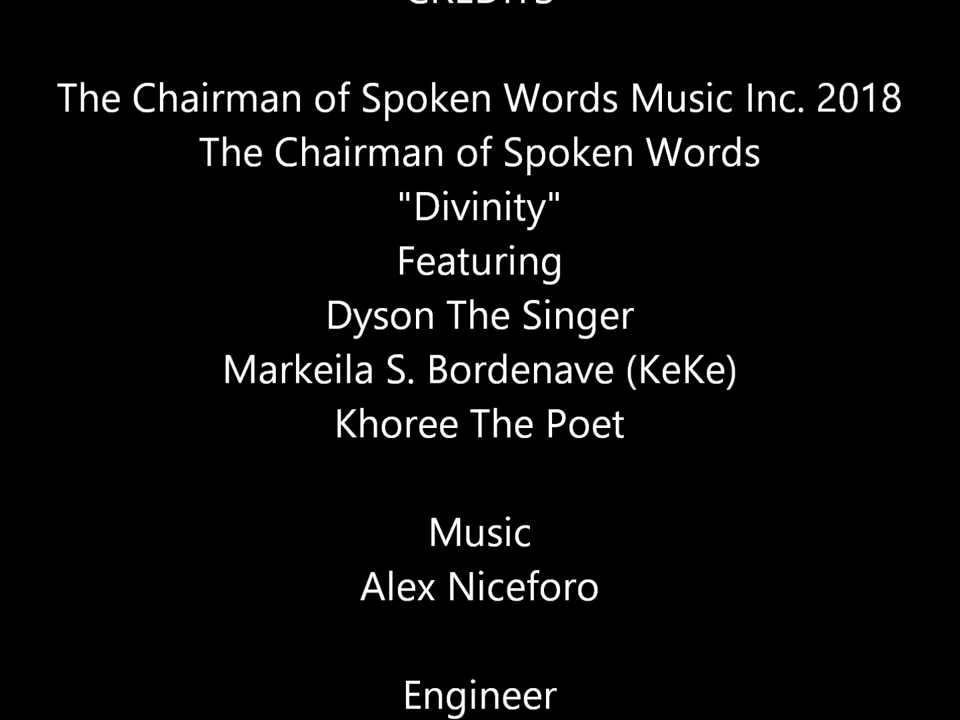 CREDITS
The Chairman of Spoken Words Music Inc. 2018
The Chairman of Spoken Words
"Divinity"
Featuring
Dyson The Singer
Markeila S. Bordenave (KeKe)
Khoree The Poet
Music
Alex Niceforo
Engineer